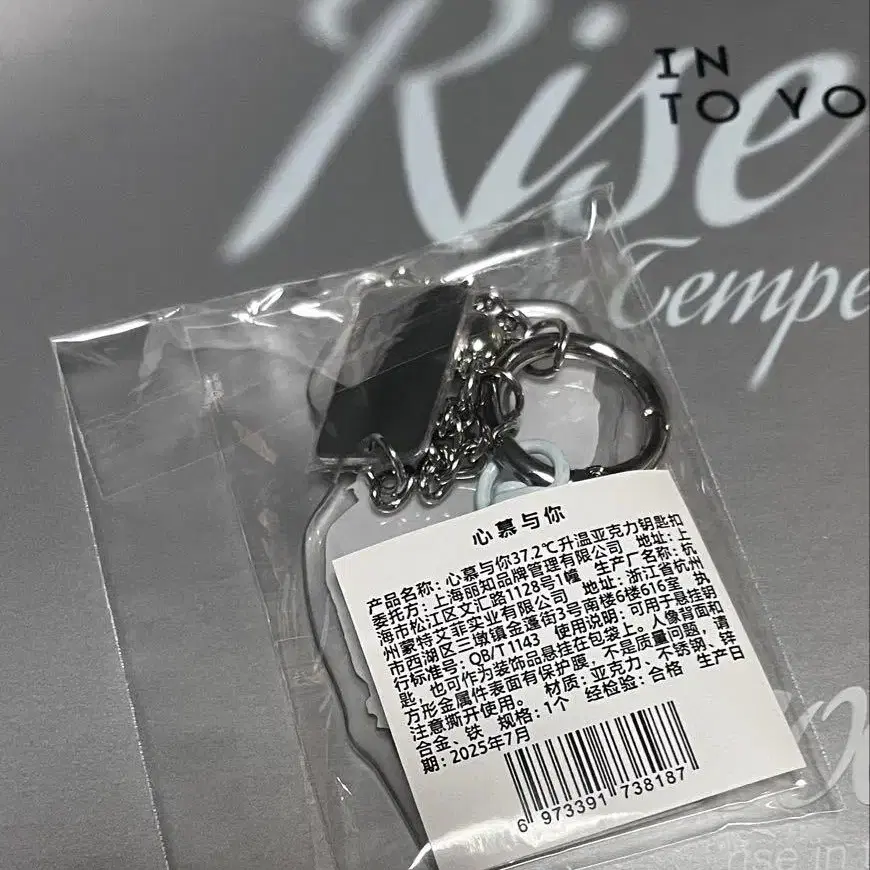 Rise
IN
TO YO
Tempe
心慕与你
产品名称：心慕与你37.2℃升温亚克力钥匙扣
委托方：上海丽知品牌管理有限公司 地址：上
海市松江区文汇路1128号1幢 生产厂名称：杭
州蒙特艾菲实业有限公司 地址：浙江省杭州
市西湖区三墩镇金蓬街3号南楼6楼616室 执
行标准号：QB/T 1143 使用说明：可用于悬挂钥
匙，也可作为装饰品悬挂在包袋上。人像背面和
方形金属件表面有保护膜，不是质量问题，请
注意撕开使用。 材质：亚克力、不锈钢、锌
合金、铁 规格：1个 经检验：合格 生产日
期：2025年7月
6 973391 738187
rise in t